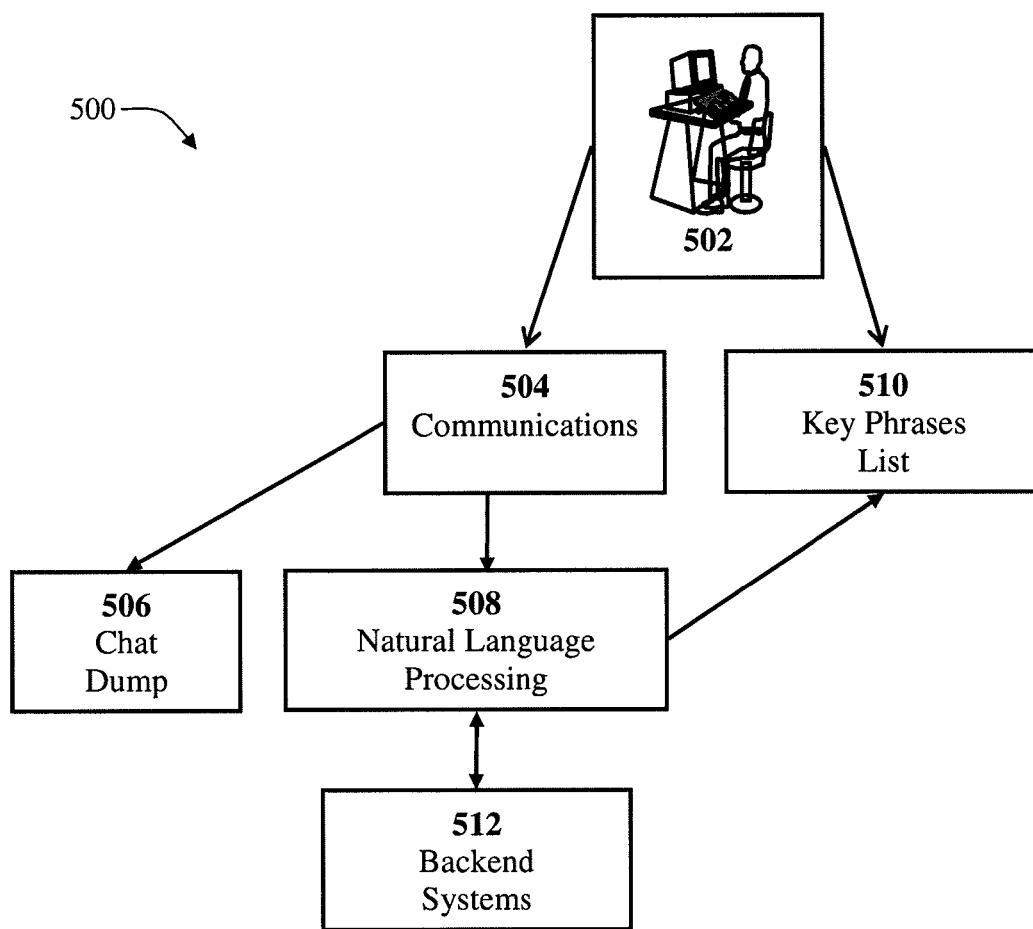 500
502
504
Communications
510
Key Phrases
List
506
Chat
Dump
508
Natural Language
Processing
512
Backend
Systems